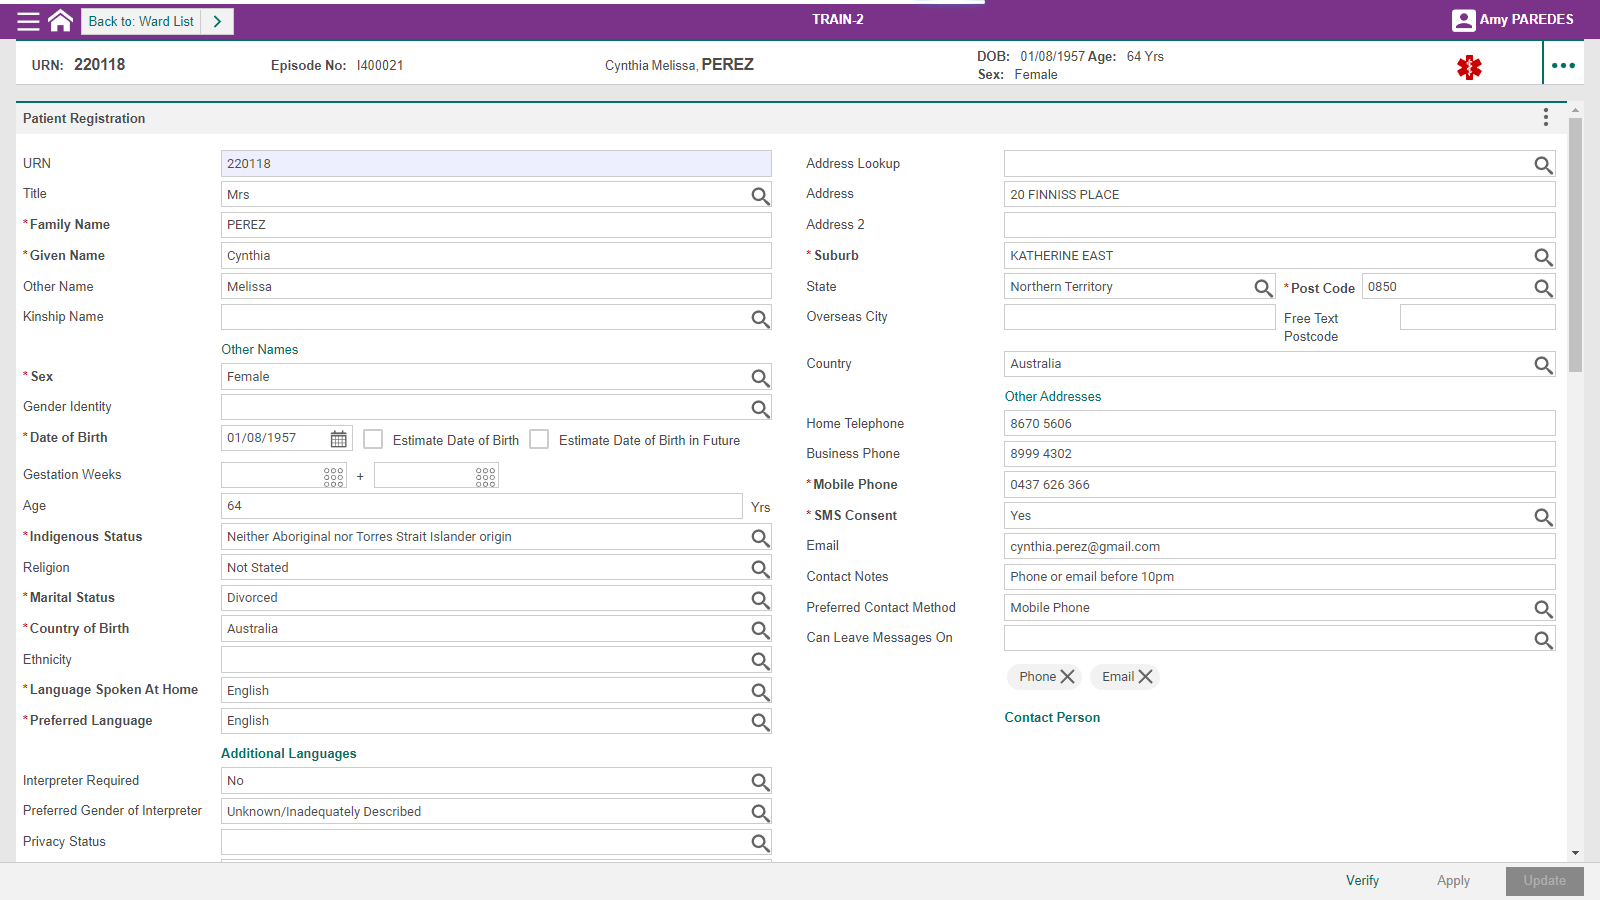 Back to: Ward List
TRAIN-2
Amy PAREDES
URN: 220118
Episode No: I400021
Cynthia Melissa, PEREZ
DOB: 01/08/1957 Age: 64 Yrs
Sex: Female
Patient Registration
URN 220118
Title Mrs
*Family Name PEREZ
*Given Name Cynthia
Other Name Melissa
Kinship Name
Other Names
*Sex Female
Gender Identity
*Date of Birth 01/08/1957 Estimate Date of Birth Estimate Date of Birth in Future
Gestation Weeks +
Age 64 Yrs
*Indigenous Status Neither Aboriginal nor Torres Strait Islander origin
Religion Not Stated
*Marital Status Divorced
*Country of Birth Australia
Ethnicity
*Language Spoken At Home English
*Preferred Language English
Additional Languages
Interpreter Required No
Preferred Gender of Interpreter Unknown/Inadequately Described
Privacy Status
Address Lookup
Address 20 FINNISS PLACE
Address 2
*Suburb KATHERINE EAST
State Northern Territory *Post Code 0850
Overseas City Free Text
Postcode
Country Australia
Other Addresses
Home Telephone 8670 5606
Business Phone 8999 4302
*Mobile Phone 0437 626 366
*SMS Consent Yes
Email cynthia.perez@gmail.com
Contact Notes Phone or email before 10pm
Preferred Contact Method Mobile Phone
Can Leave Messages On
Phone Email
Contact Person
Verify Apply Update